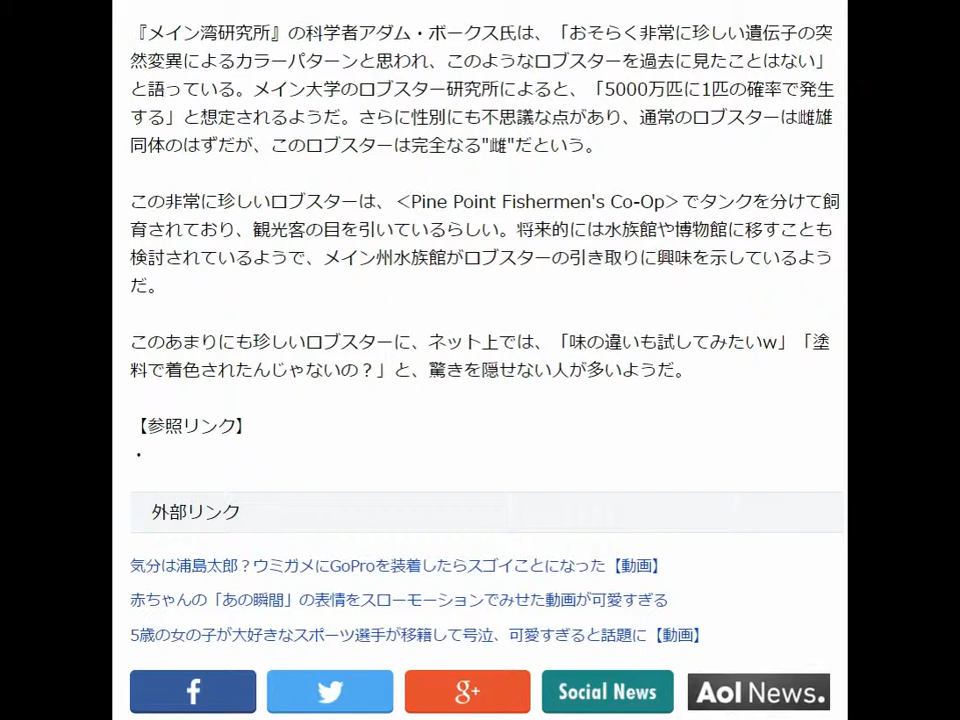 『メイン湾研究所』の科学者アダム・ボークス氏は、「おそらく非常に珍しい遺伝子の突
然変異によるカラーパターンと思われ、このようなロブスターを過去に見たことはない」
と語っている。メイン大学のロブスター研究所によると、「5000万匹に1匹の確率で発生
する」と想定されるようだ。さらに性別にも不思議な点があり、通常のロブスターは雌雄
同体のはずだが、このロブスターは完全なる"雌"だという。
この非常に珍しいロブスターは、＜Pine Point Fishermen's Co-Op＞でタンクを分けて飼
育されており、観光客の目を引いているらしい。将来的には水族館や博物館に移すことも
検討されているようで、メイン州水族館がロブスターの引き取りに興味を示しているよう
だ。
このあまりにも珍しいロブスターに、ネット上では、「味の違いも試してみたいw」「塗
料で着色されたんじゃないの？」と、驚きを隠せない人が多いようだ。
【参照リンク】
・
外部リンク
気分は浦島太郎？ウミガメにGoProを装着したらスゴイことになった【動画】
赤ちゃんの「あの瞬間」の表情をスローモーションでみせた動画が可愛すぎる
5歳の女の子が大好きなスポーツ選手が移籍して号泣、可愛すぎると話題に【動画】
f g+ Social News Aol News.